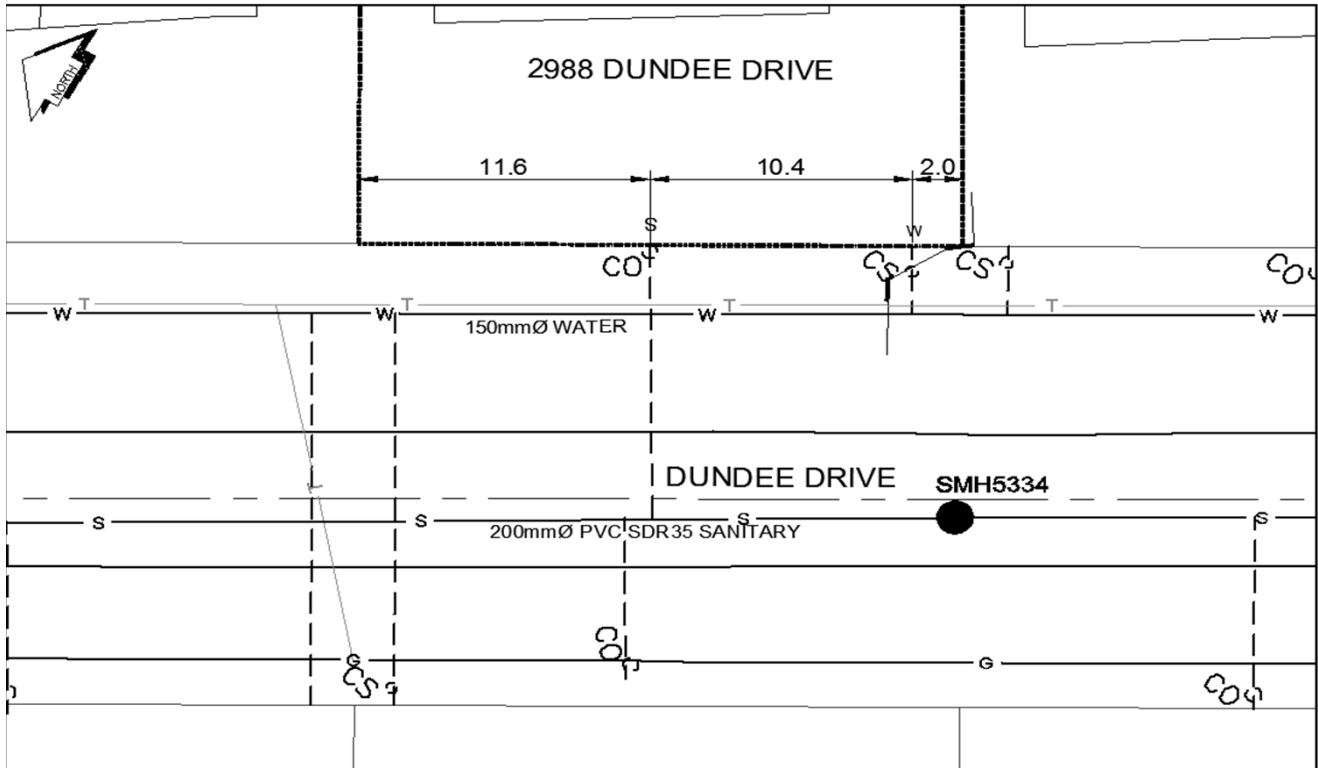 2988 DUNDEE DRIVE
NORTH
11.6 10.4 2.0
S W
CO CS CS CO
T T T T
W W W W
150mmØ WATER
DUNDEE DRIVE
SMH5334
S S S S
200mmØ PVC SDR35 SANITARY
CO
G G
CS CO